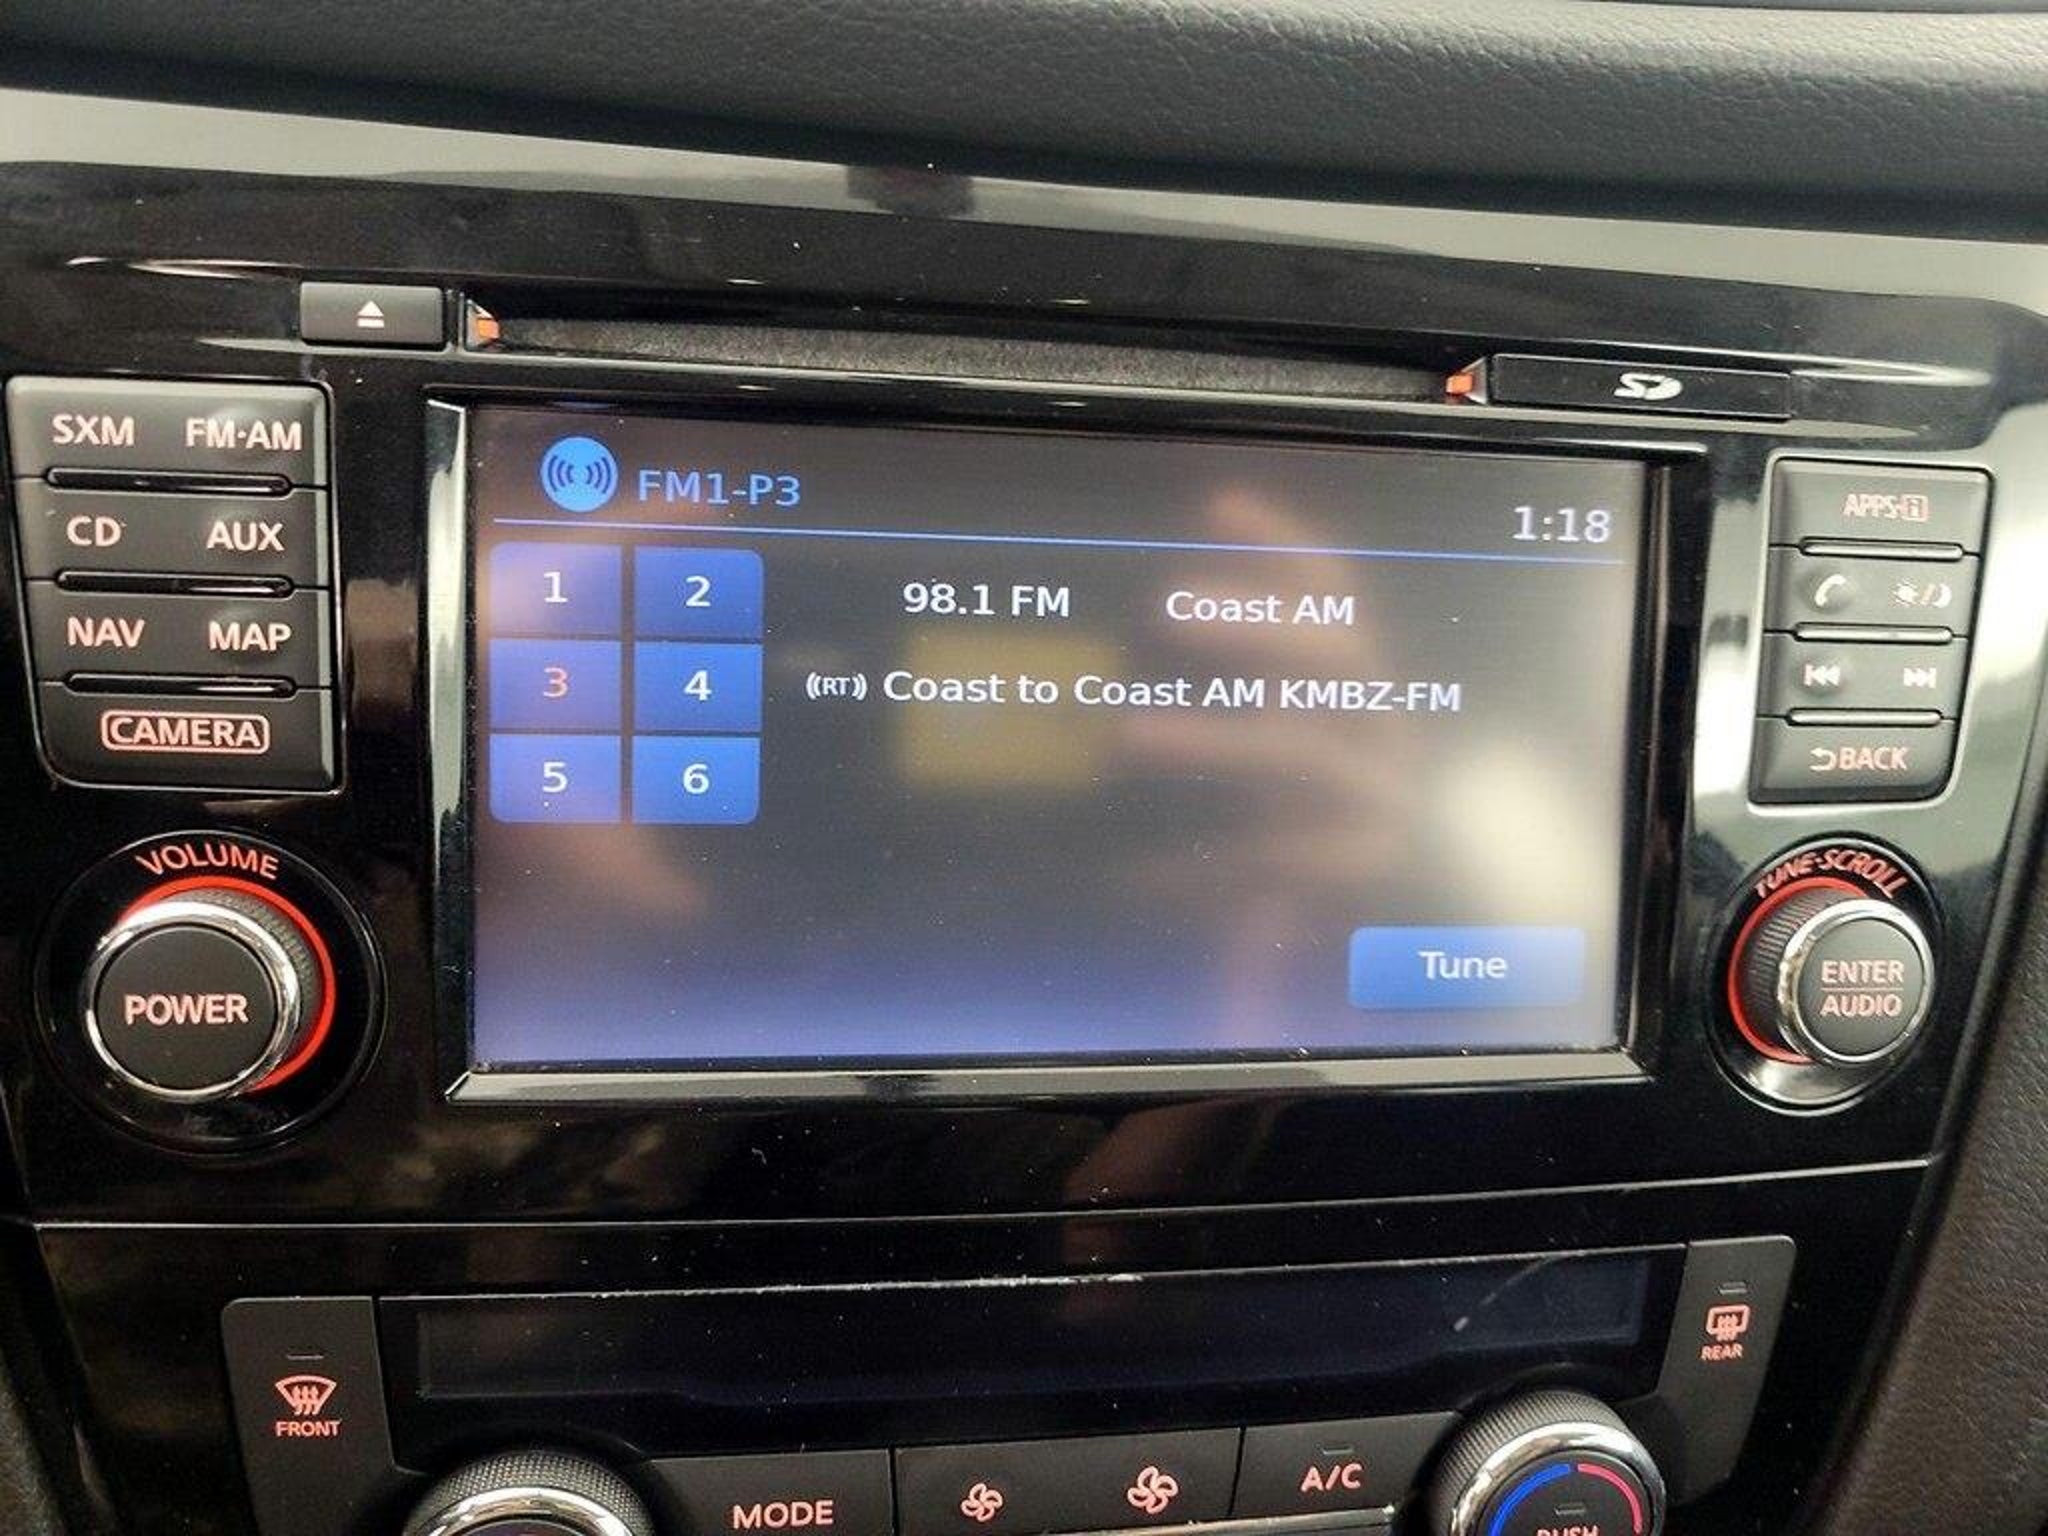 SXM FM·AM
CD AUX
NAV MAP
CAMERA
VOLUME
POWER
SD
FM1-P3
1:18
1 2
98.1 FM Coast AM
3 4
((RT)) Coast to Coast AM KMBZ-FM
5 6
Tune
APPS·i
BACK
TUNE·SCROLL
ENTER
AUDIO
FRONT
REAR
MODE
A/C
PUSH